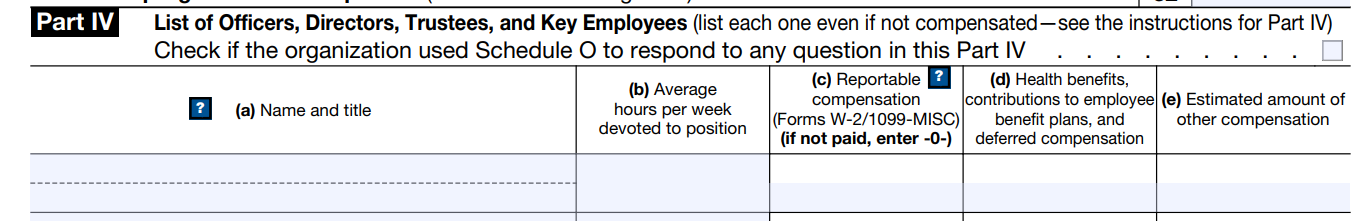 Part IV List of Officers, Directors, Trustees, and Key Employees (list each one even if not compensated—see the instructions for Part IV)
Check if the organization used Schedule O to respond to any question in this Part IV . . . . . . . . .
? (a) Name and title
(b) Average
hours per week
devoted to position
(c) Reportable ?
compensation
(Forms W-2/1099-MISC)
(if not paid, enter -0-)
(d) Health benefits,
contributions to employee
benefit plans, and
deferred compensation
(e) Estimated amount of
other compensation